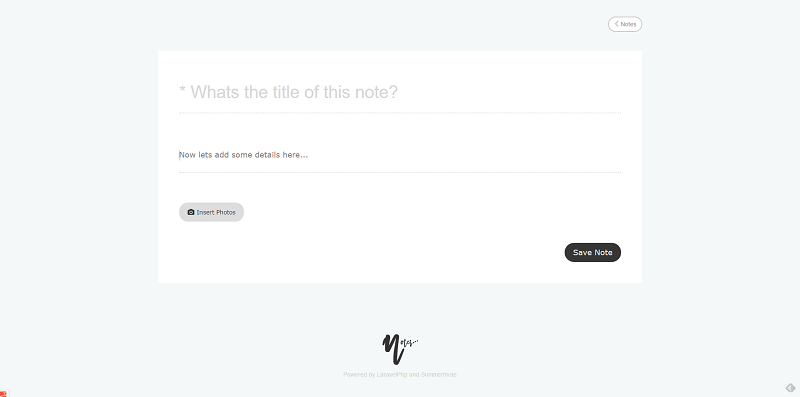 Notes
* Whats the title of this note?
Now lets add some details here...
Insert Photos
Save Note
Notes...
Powered by LaravelPhp and Summernote